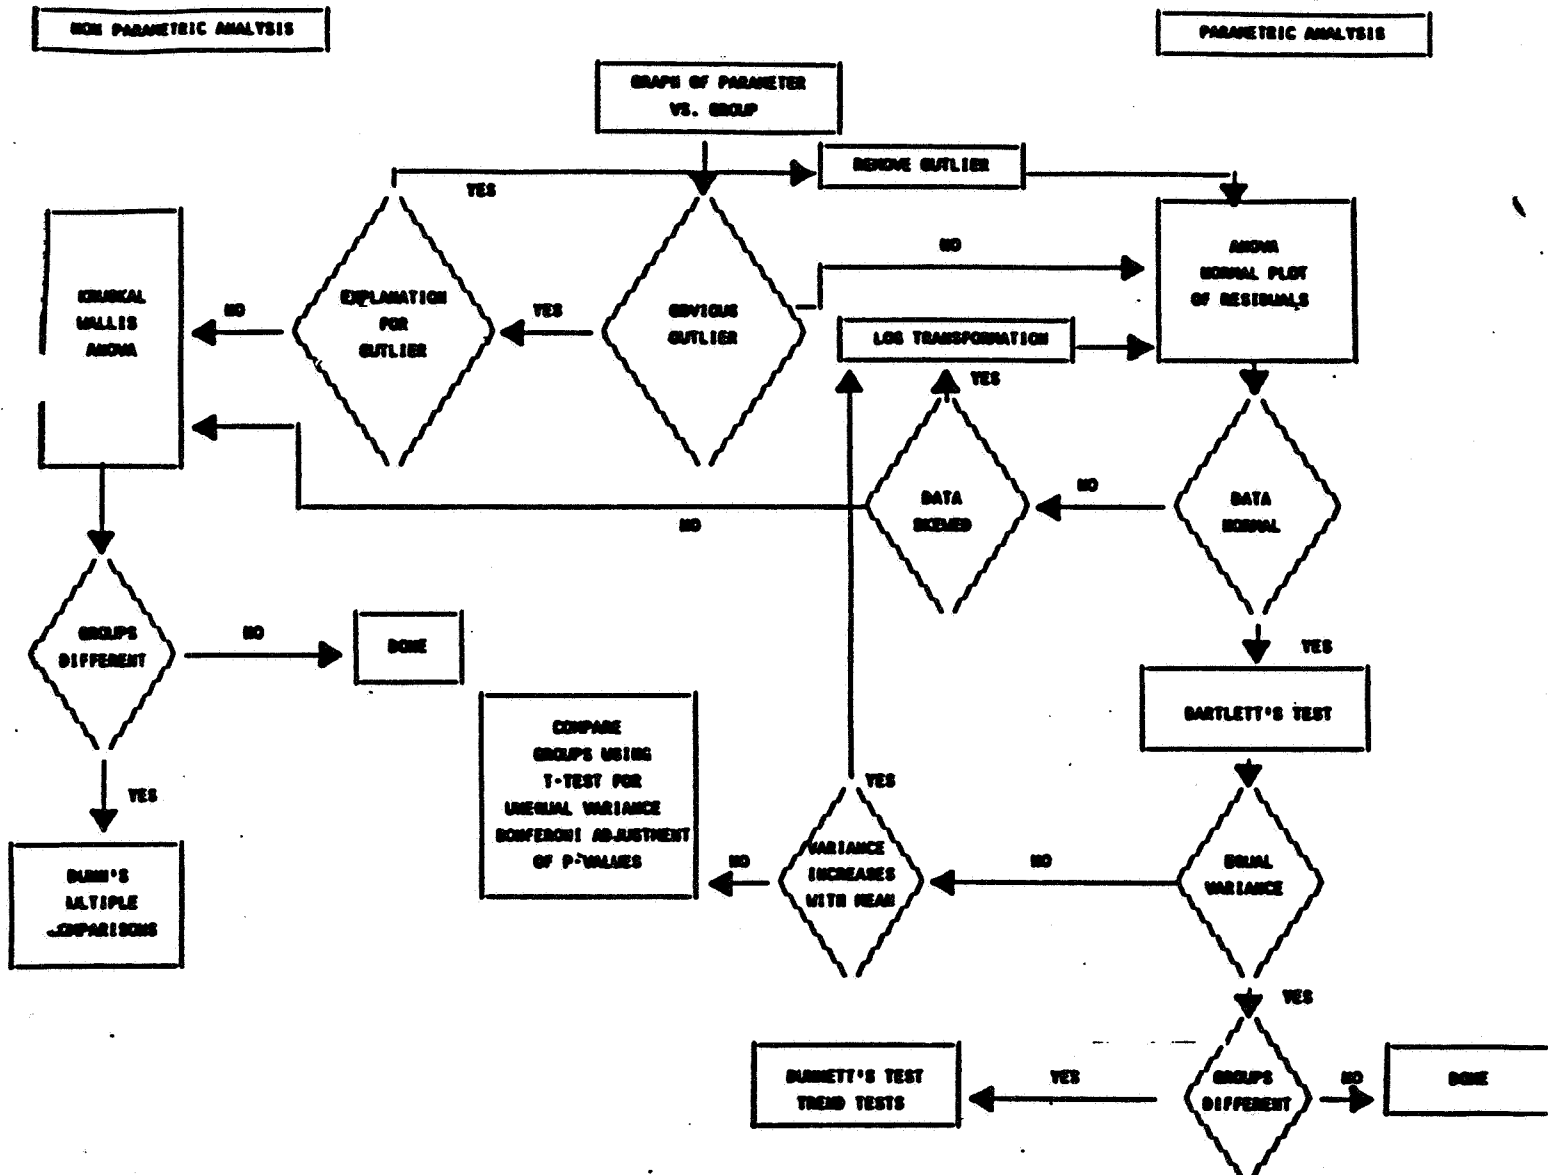 NON PARAMETRIC ANALYSIS
PARAMETRIC ANALYSIS
GRAPH OF PARAMETER
VS. GROUP
REMOVE OUTLIER
YES
KRUSKAL
WALLIS
ANOVA
NO
EXPLANATION
FOR
OUTLIER
YES
OBVIOUS
OUTLIER
NO
ANOVA
NORMAL PLOT
OF RESIDUALS
LOG TRANSFORMATION
YES
DATA
SKEWED
NO
DATA
NORMAL
NO
YES
GROUPS
DIFFERENT
NO
DONE
BARTLETT'S TEST
YES
DUNN'S
COMPARISONS
COMPARE
GROUPS USING
T-TEST FOR
UNEQUAL VARIANCE
BONFERONI ADJUSTMENT
OF P-VALUES
NO
YES
VARIANCE
INCREASES
WITH MEAN
NO
EQUAL
VARIANCE
YES
DUNNETT'S TEST
TREND TESTS
YES
GROUPS
DIFFERENT
NO
DONE